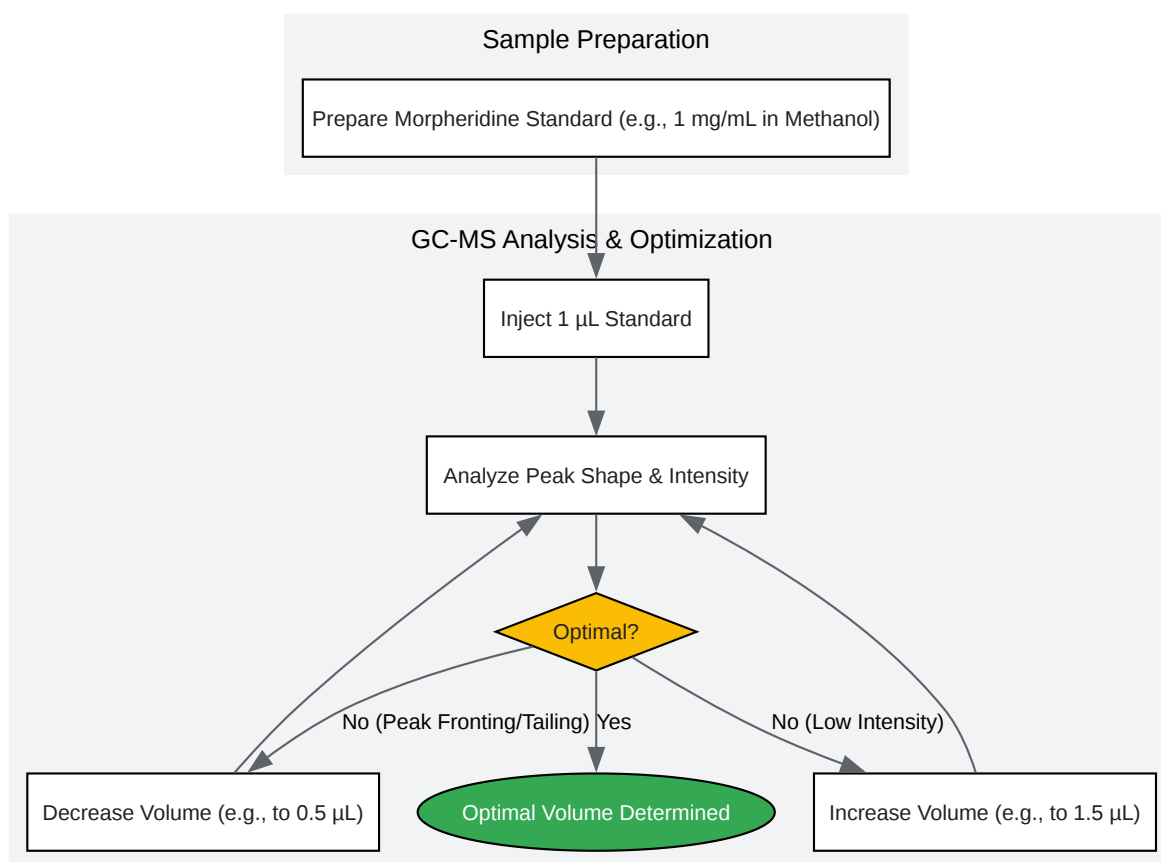 Sample Preparation
Prepare Morpheridine Standard (e.g., 1 mg/mL in Methanol)
GC-MS Analysis & Optimization
Inject 1 µL Standard
Analyze Peak Shape & Intensity
Optimal?
No (Peak Fronting/Tailing)
Yes
No (Low Intensity)
Decrease Volume (e.g., to 0.5 µL)
Optimal Volume Determined
Increase Volume (e.g., to 1.5 µL)